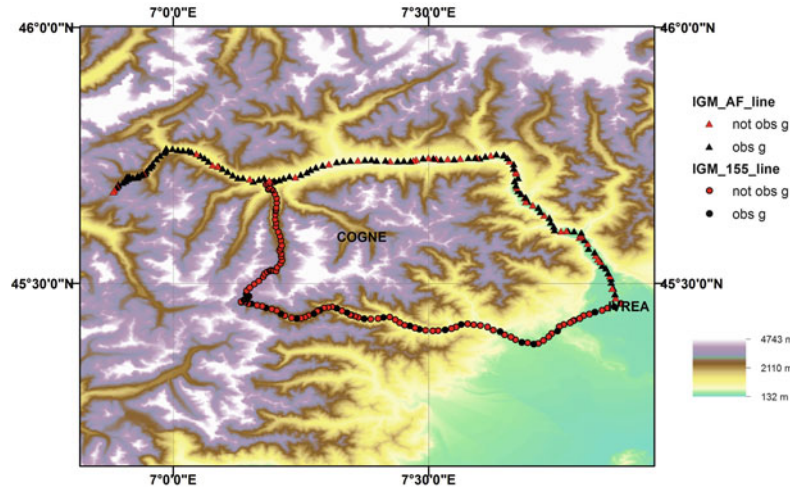 7°0'0"E 7°30'0"E
46°0'0"N 46°0'0"N
IGM_AF_line
not obs g
obs g
IGM_155_line
not obs g
obs g
COGNE
45°30'0"N 45°30'0"N
IVREA
4743 m
2110 m
132 m
7°0'0"E 7°30'0"E